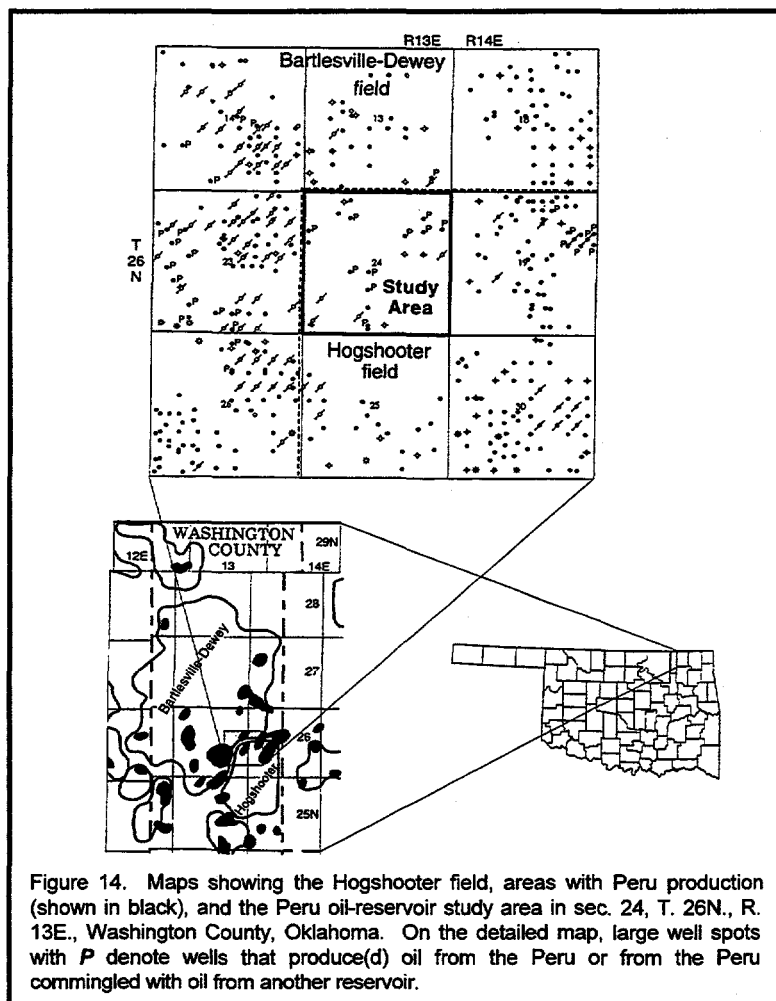 R13E R14E
Bartlesville-Dewey
field
14 P
P
13
18
P
P
T
26
N
P
P
P
P
P
P
23
24
P
P
19
Study
Area
P
P
P
P
Hogshooter
field
P
P
26
25
30
WASHINGTON
COUNTY
29N
12E
13
14E
28
Bartlesville-Dewey
27
26
Hogshooter
25N
Figure 14. Maps showing the Hogshooter field, areas with Peru production
(shown in black), and the Peru oil-reservoir study area in sec. 24, T. 26N., R.
13E., Washington County, Oklahoma. On the detailed map, large well spots
with P denote wells that produce(d) oil from the Peru or from the Peru
commingled with oil from another reservoir.